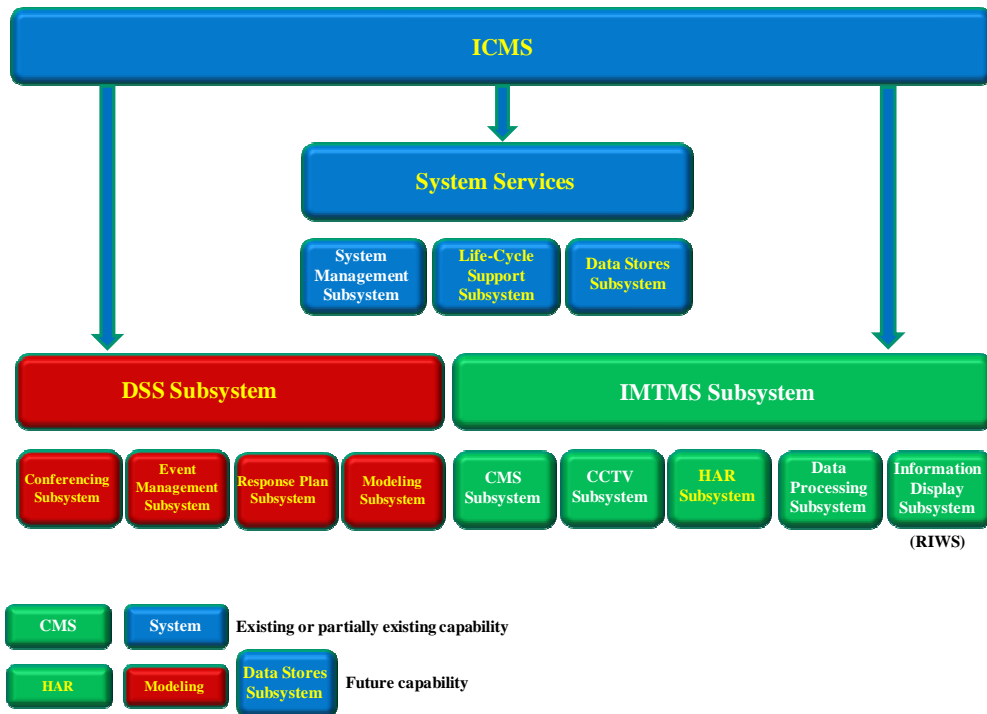 ICMS
System Services
System
Management
Subsystem
Life-Cycle
Support
Subsystem
Data Stores
Subsystem
DSS Subsystem
IMTMS Subsystem
Conferencing
Subsystem
Event
Management
Subsystem
Response Plan
Subsystem
Modeling
Subsystem
CMS
Subsystem
CCTV
Subsystem
HAR
Subsystem
Data
Processing
Subsystem
Information
Display
Subsystem
(RIWS)
CMS
System
Existing or partially existing capability
HAR
Modeling
Data Stores
Subsystem
Future capability